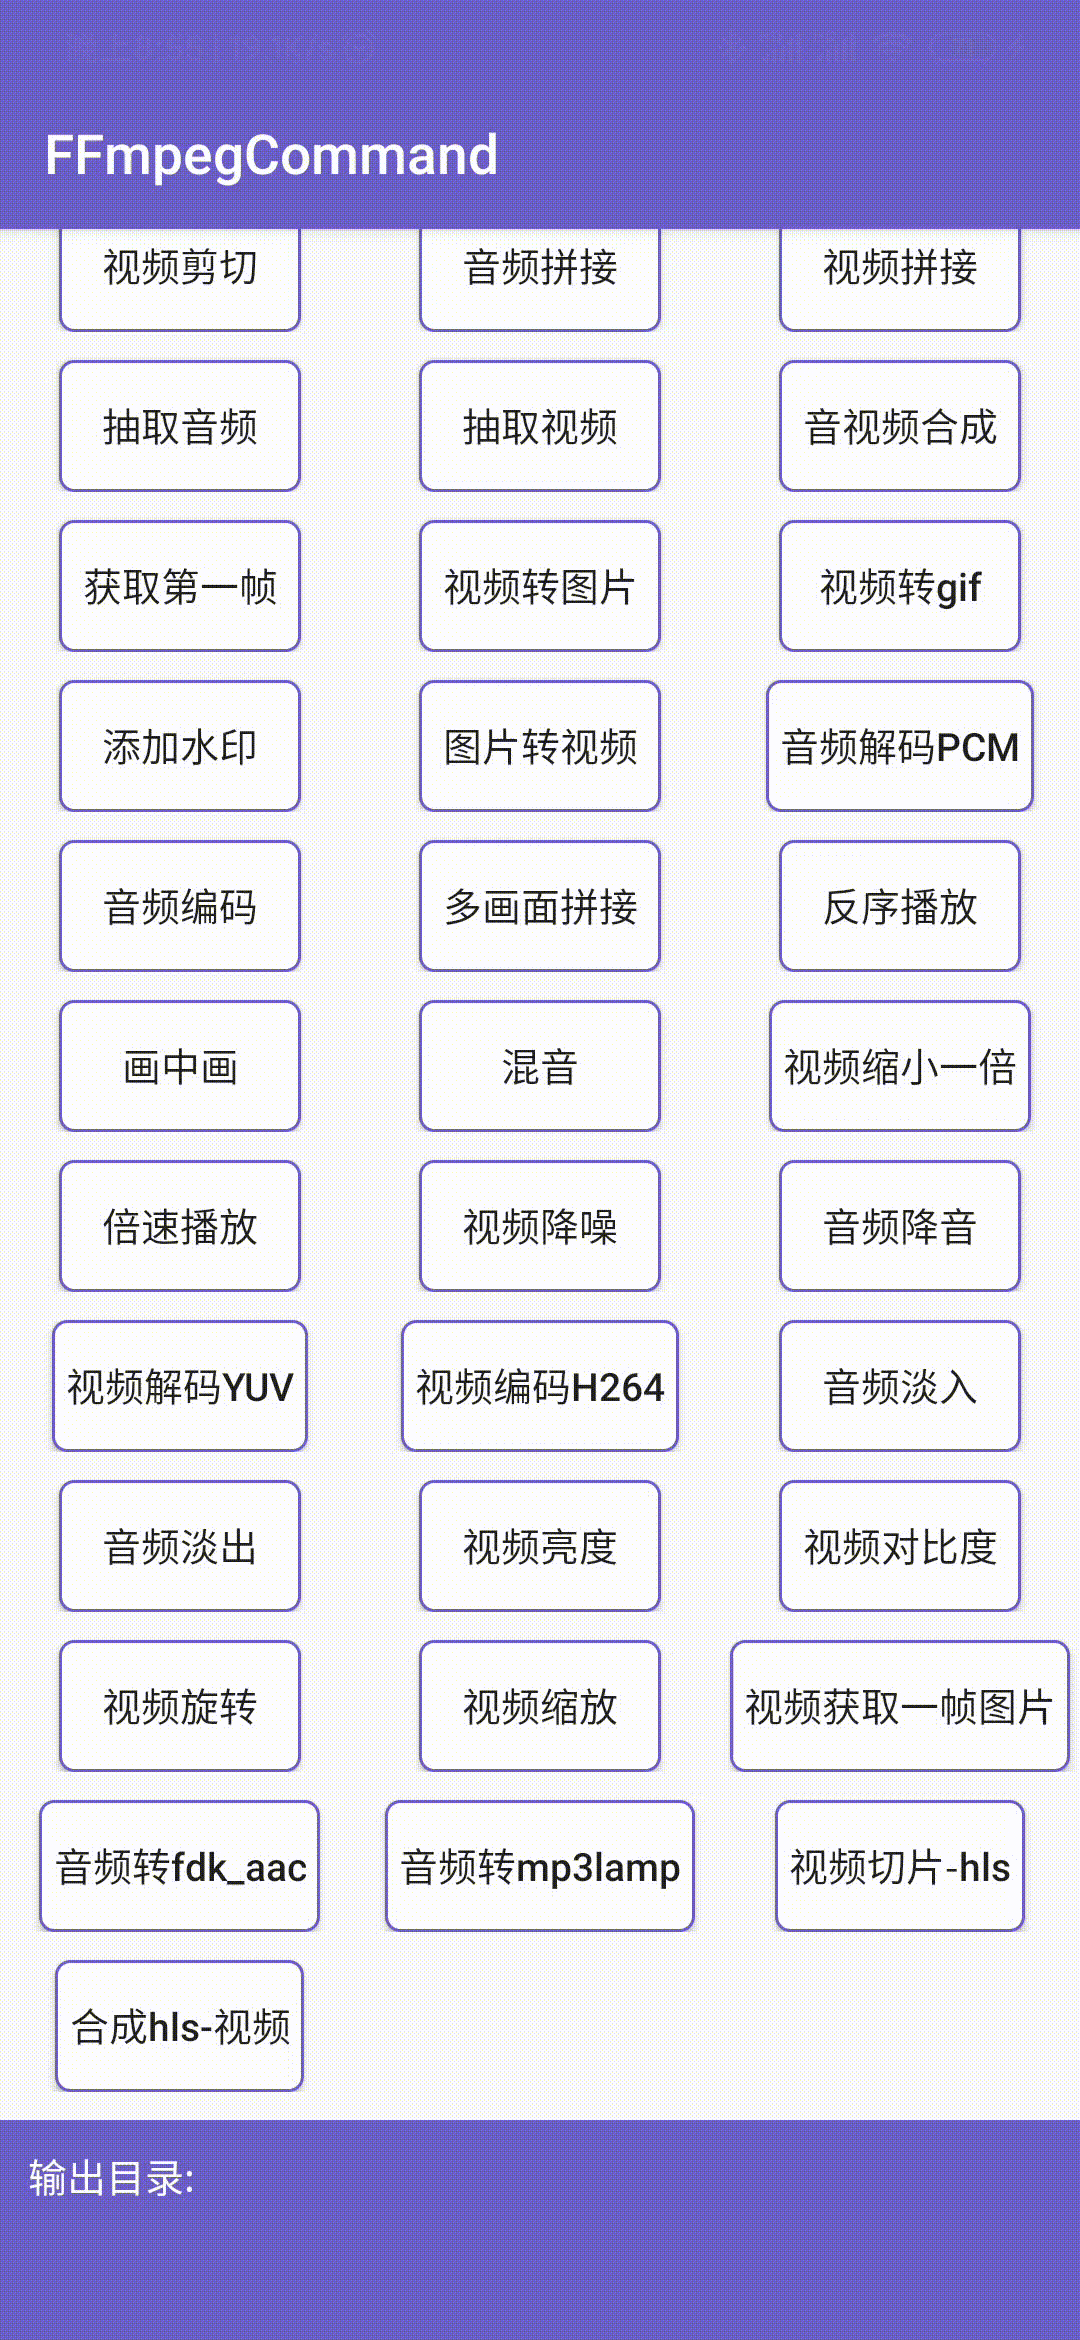 FFmpegCommand
视频剪切 音频拼接 视频拼接
抽取音频 抽取视频 音视频合成
获取第一帧 视频转图片 视频转gif
添加水印 图片转视频 音频解码PCM
音频编码 多画面拼接 反序播放
画中画 混音 视频缩小一倍
倍速播放 视频降噪 音频降音
视频解码YUV 视频编码H264 音频淡入
音频淡出 视频亮度 视频对比度
视频旋转 视频缩放 视频获取一帧图片
音频转fdk_aac 音频转mp3lamp 视频切片-hls
合成hls-视频
输出目录: